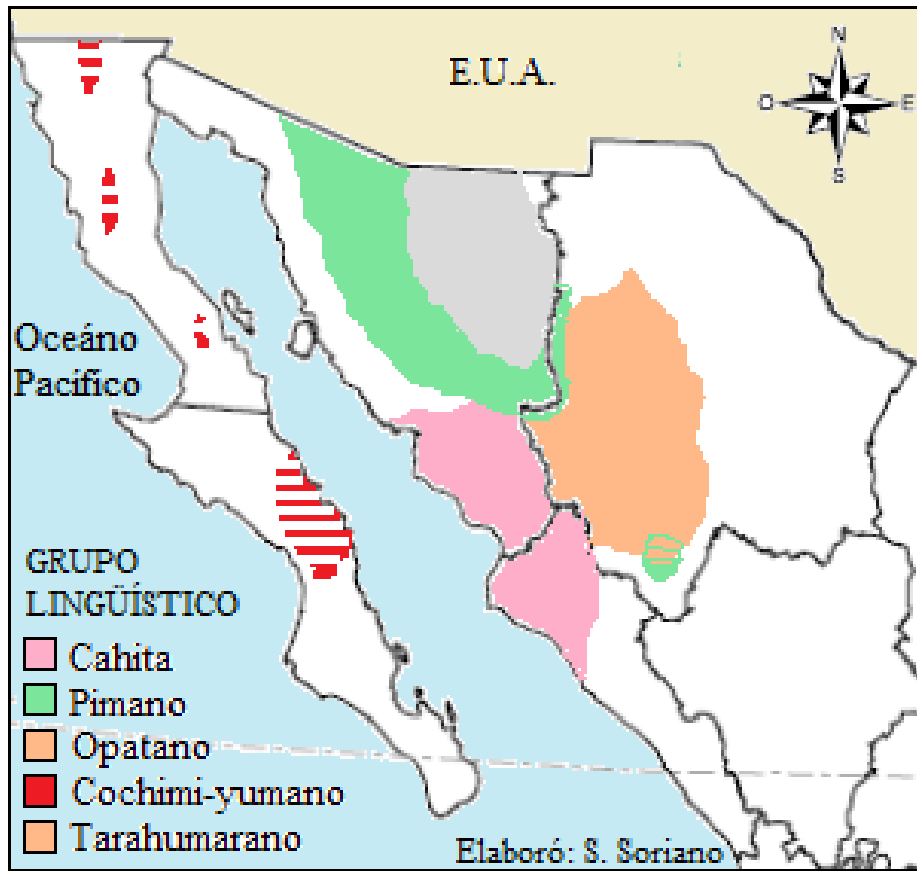 E.U.A.
N
O
E
S
Oceáno
Pacífico
GRUPO
LINGÜÍSTICO
Cahita
Pimano
Opatano
Cochimi-yumano
Tarahumarano
Elaboró: S. Soriano